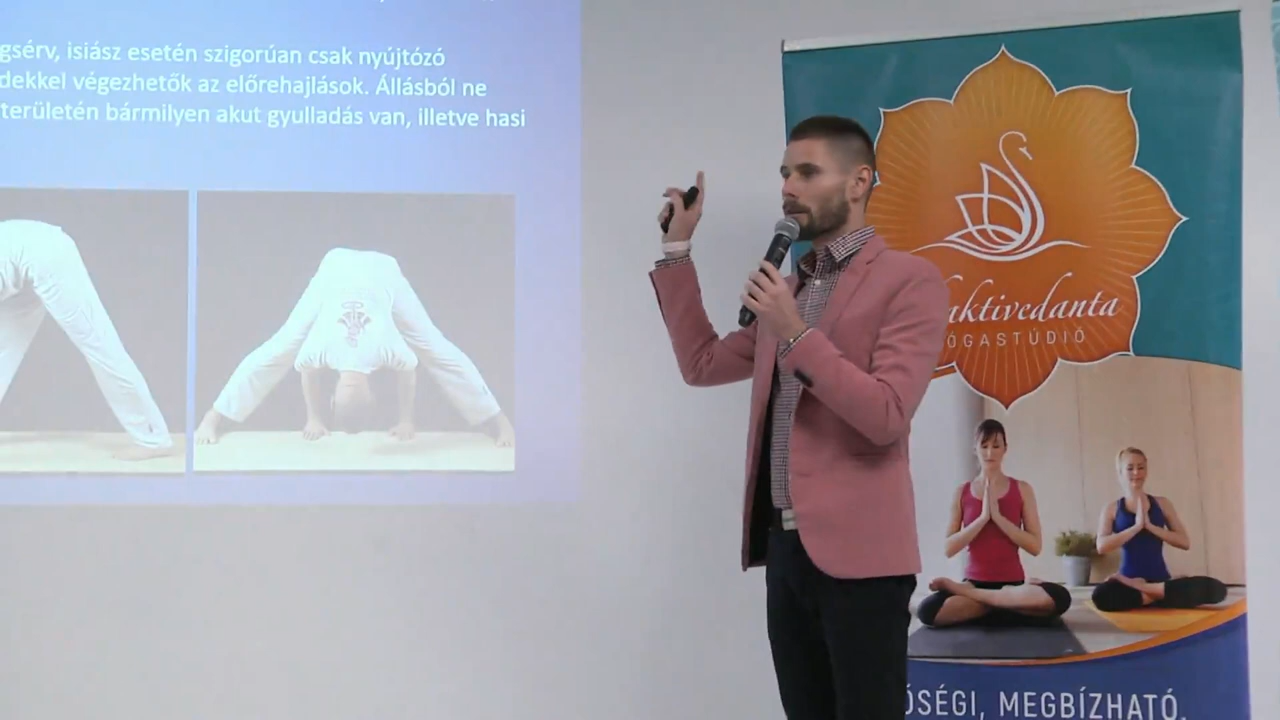 gsérv, isiász esetén szigorúan csak nyújtózó
dekkel végezhetők az előrehajlások. Állásból ne
területén bármilyen akut gyulladás van, illetve hasi
aktivedanta
ÓGASTÚDIÓ
ŐSÉGI, MEGBÍZHATÓ,